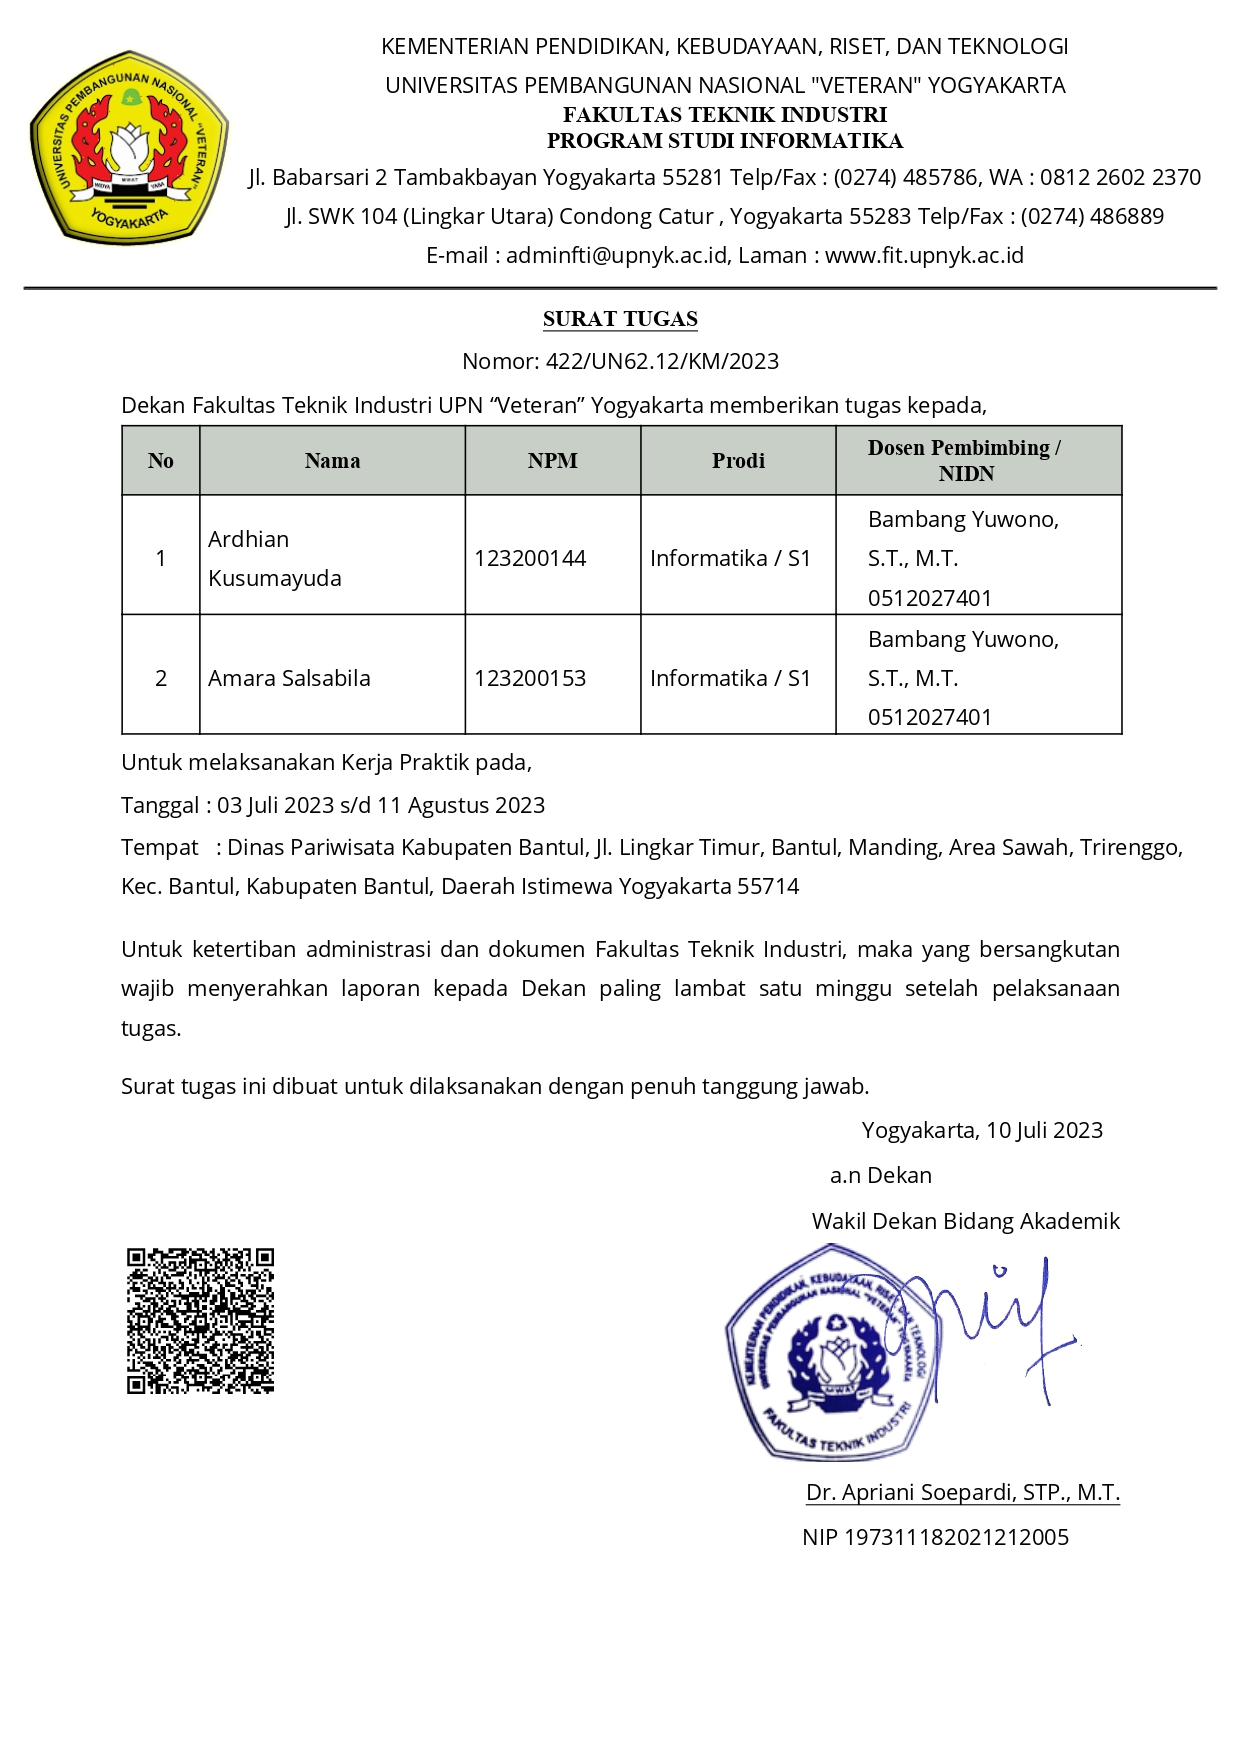 KEMENTERIAN PENDIDIKAN, KEBUDAYAAN, RISET, DAN TEKNOLOGI
UNIVERSITAS PEMBANGUNAN NASIONAL "VETERAN" YOGYAKARTA
FAKULTAS TEKNIK INDUSTRI
PROGRAM STUDI INFORMATIKA
Jl. Babarsari 2 Tambakbayan Yogyakarta 55281 Telp/Fax : (0274) 485786, WA : 0812 2602 2370
Jl. SWK 104 (Lingkar Utara) Condong Catur , Yogyakarta 55283 Telp/Fax : (0274) 486889
E-mail : adminfti@upnyk.ac.id, Laman : www.fit.upnyk.ac.id
UNIVERSITAS PEMBANGUNAN NASIONAL "VETERAN"
WIDYA MWAT YASA
YOGYAKARTA
SURAT TUGAS
Nomor: 422/UN62.12/KM/2023
Dekan Fakultas Teknik Industri UPN “Veteran” Yogyakarta memberikan tugas kepada,
No Nama NPM Prodi Dosen Pembimbing /
NIDN
1 Ardhian
Kusumayuda
123200144 Informatika / S1 Bambang Yuwono,
S.T., M.T.
0512027401
2 Amara Salsabila 123200153 Informatika / S1 Bambang Yuwono,
S.T., M.T.
0512027401
Untuk melaksanakan Kerja Praktik pada,
Tanggal : 03 Juli 2023 s/d 11 Agustus 2023
Tempat : Dinas Pariwisata Kabupaten Bantul, Jl. Lingkar Timur, Bantul, Manding, Area Sawah, Trirenggo,
Kec. Bantul, Kabupaten Bantul, Daerah Istimewa Yogyakarta 55714
Untuk ketertiban administrasi dan dokumen Fakultas Teknik Industri, maka yang bersangkutan
wajib menyerahkan laporan kepada Dekan paling lambat satu minggu setelah pelaksanaan
tugas.
Surat tugas ini dibuat untuk dilaksanakan dengan penuh tanggung jawab.
Yogyakarta, 10 Juli 2023
a.n Dekan
Wakil Dekan Bidang Akademik
KEMENTERIAN PENDIDIKAN, KEBUDAYAAN, RISET, DAN TEKNOLOGI
UNIVERSITAS PEMBANGUNAN NASIONAL "VETERAN" YOGYAKARTA
MWAT
FAKULTAS TEKNIK INDUSTRI
Dr. Apriani Soepardi, STP., M.T.
NIP 197311182021212005